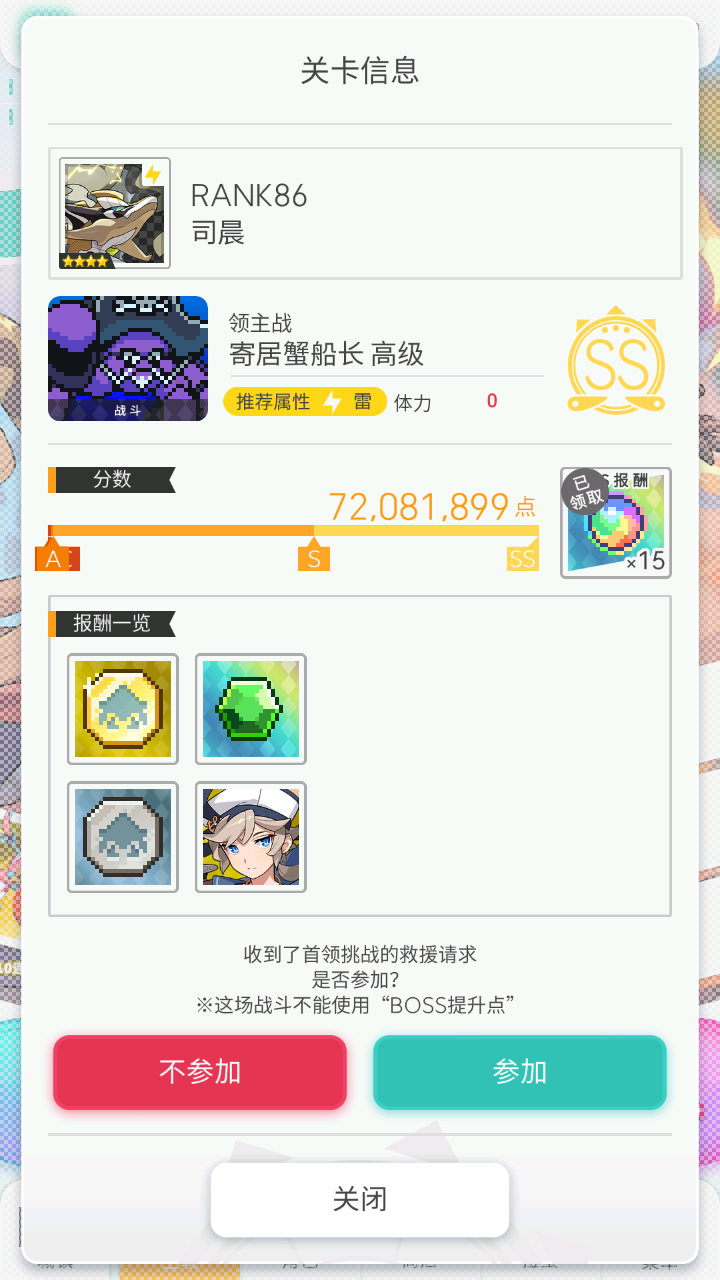 关卡信息
RANK86
司晨
领主战
寄居蟹船长 高级
战斗
推荐属性 雷 体力 0
SS
分数
72,081,899点
A
S
SS
已领取
S报酬
×15
报酬一览
收到了首领挑战的救援请求
是否参加?
※这场战斗不能使用“BOSS提升点”
不参加
参加
关闭